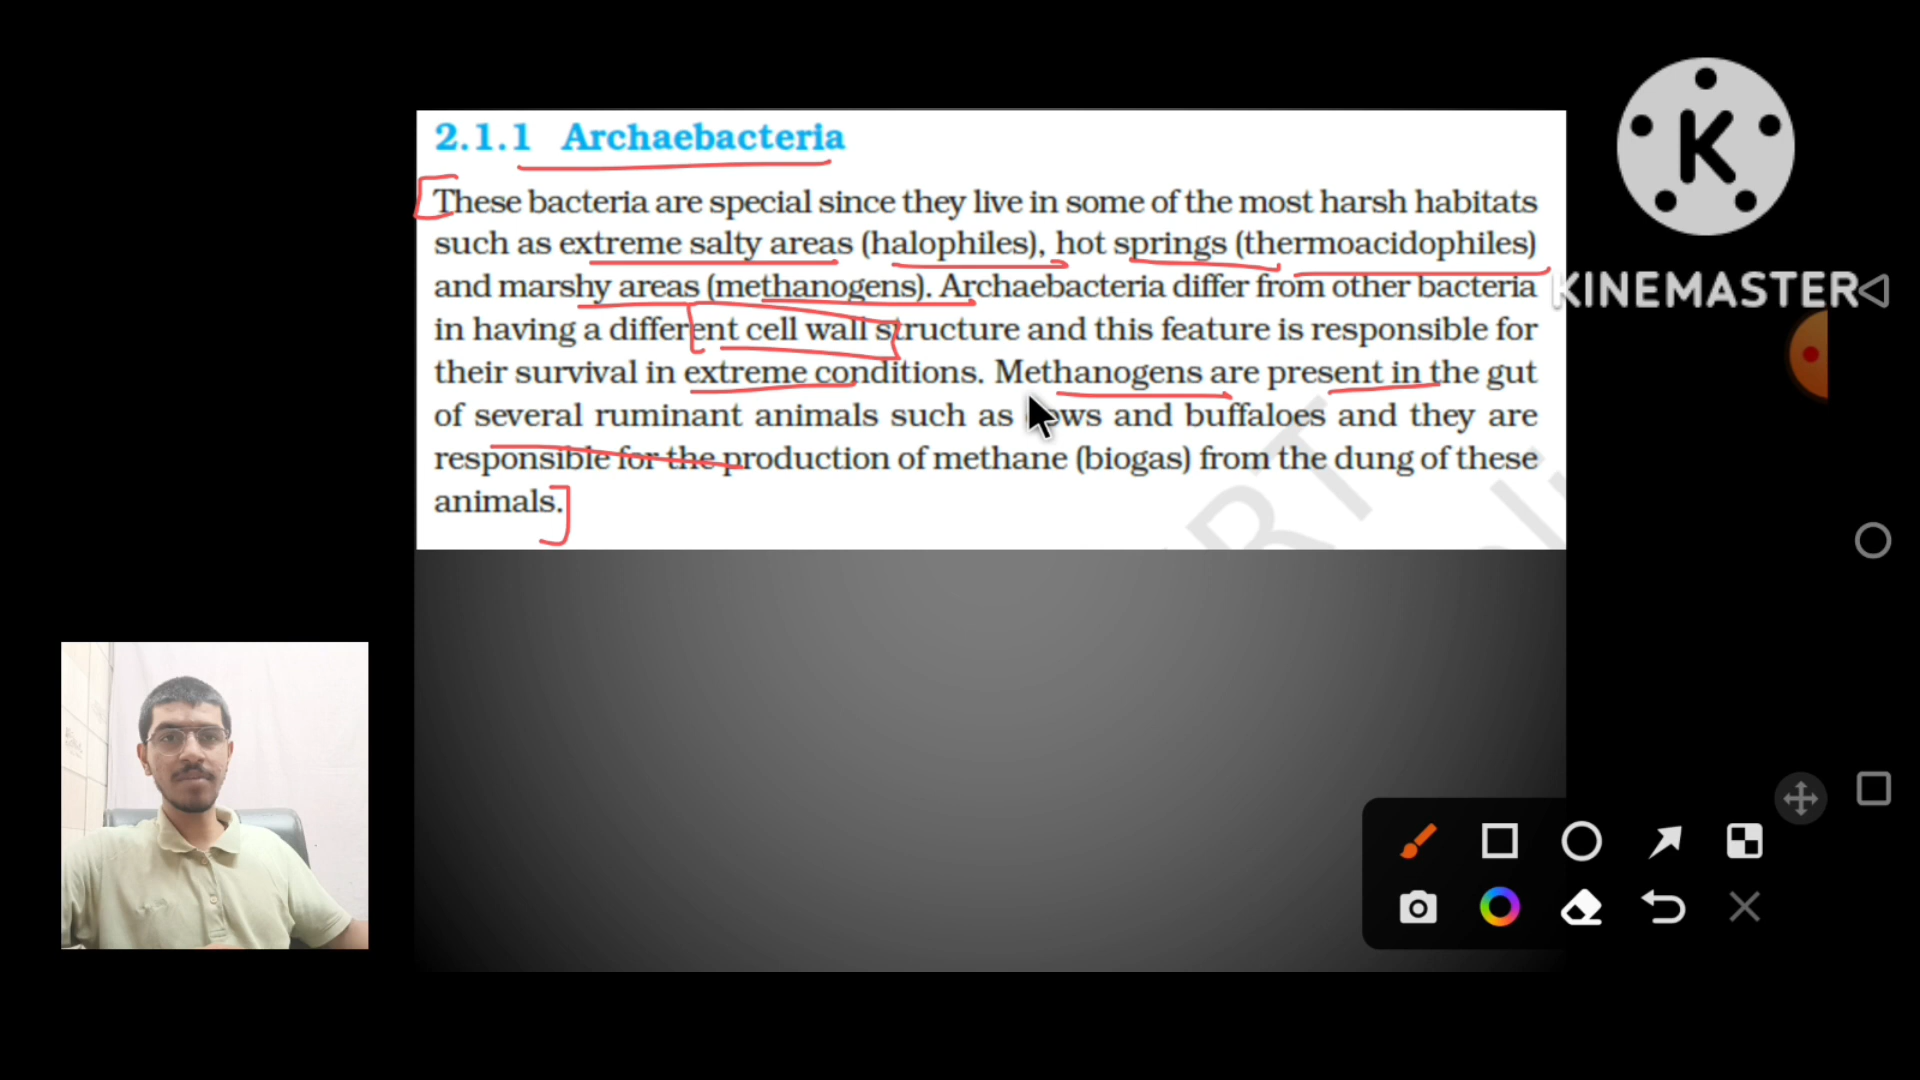 2.1.1 Archaebacteria
These bacteria are special since they live in some of the most harsh habitats
such as extreme salty areas (halophiles), hot springs (thermoacidophiles)
and marshy areas (methanogens). Archaebacteria differ from other bacteria
in having a different cell wall structure and this feature is responsible for
their survival in extreme conditions. Methanogens are present in the gut
of several ruminant animals such as cows and buffaloes and they are
responsible for the production of methane (biogas) from the dung of these
animals.
K
KINEMASTER